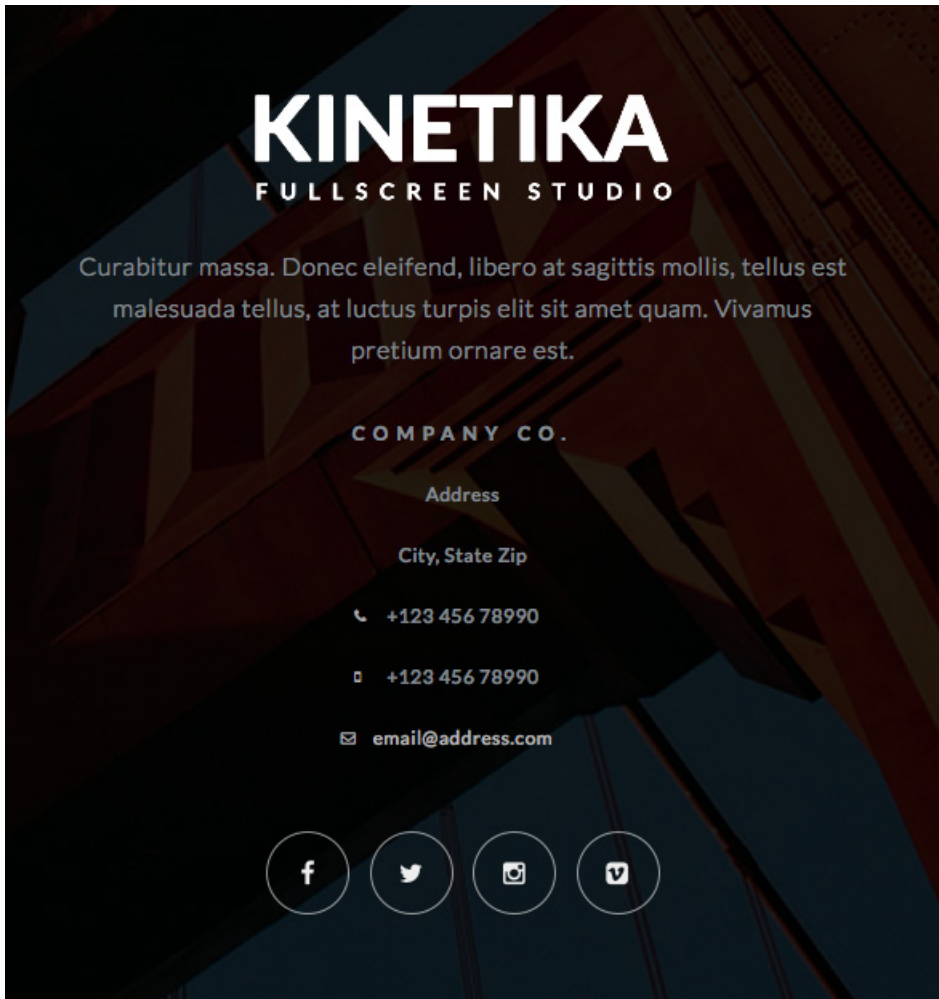 KINETIKA
FULLSCREEN STUDIO
Curabitur massa. Donec eleifend, libero at sagittis mollis, tellus est
malesuada tellus, at luctus turpis elit sit amet quam. Vivamus
pretium ornare est.
COMPANY CO.
Address
City, State Zip
+123 456 78990
+123 456 78990
email@address.com